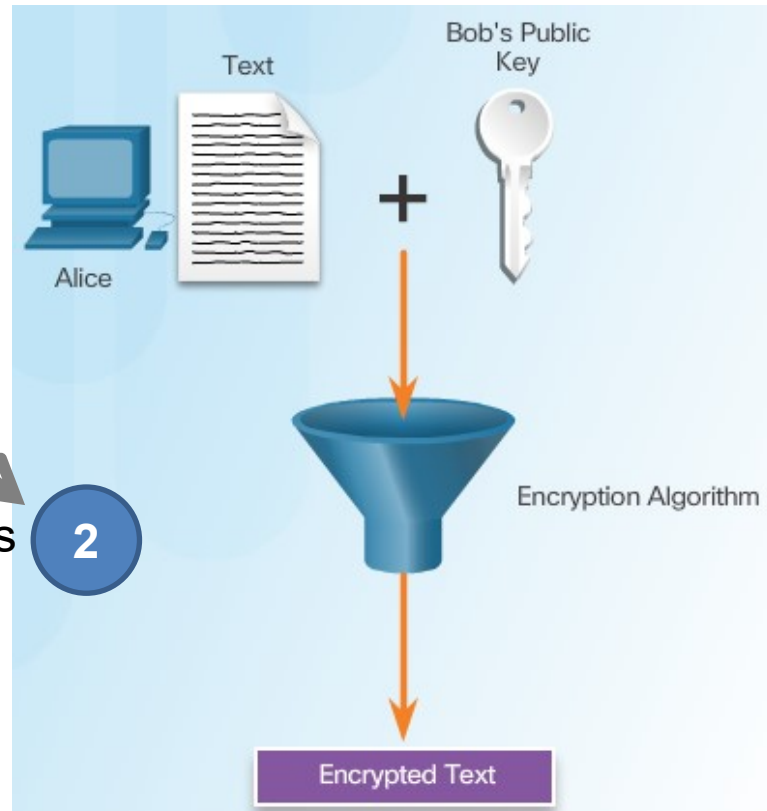 Bob's Public
Key
Text
+
Alice
Encryption Algorithm
s 2
Encrypted Text